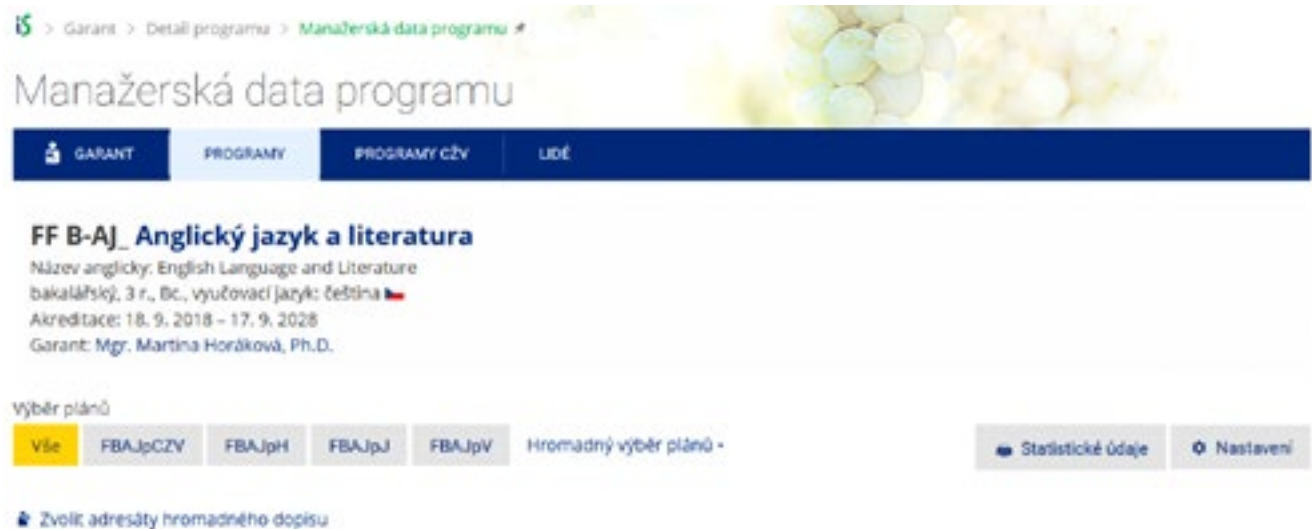 iS > Garant > Detail programu > Manažerská data programu
Manažerská data programu
GARANT PROGRAMY PROGRAMY CŽV LIDÉ
FF B-AJ_ Anglický jazyk a literatura
Název anglicky: English Language and Literature
bakalářský, 3 r., Bc., vyučovací jazyk: čeština
Akreditace: 18. 9. 2018 – 17. 9. 2028
Garant: Mgr. Martina Horáková, Ph.D.
Výběr plánů
Vše FBAJpCZV FBAJpH FBAJpJ FBAJpV Hromadný výběr plánů Statistické údaje Nastavení
Zvolit adresáty hromadného dopisu